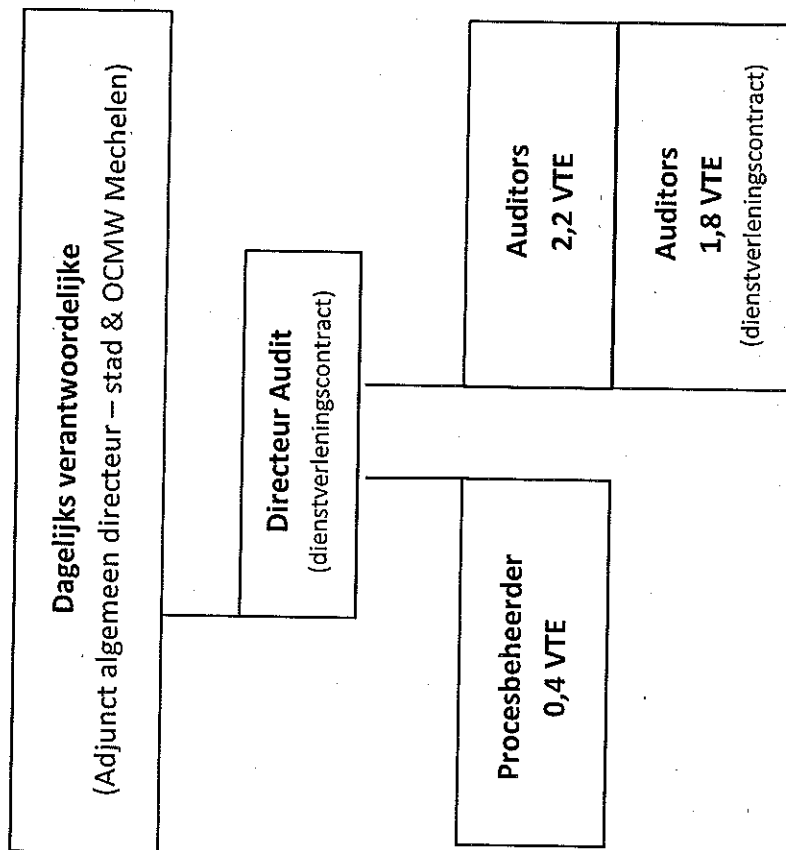 Dagelijks verantwoordelijke
(Adjunct algemeen directeur – stad & OCMW Mechelen)
Directeur Audit
(dienstverleningscontract)
Procesbeheerder
0,4 VTE
Auditors
2,2 VTE
Auditors
1,8 VTE
(dienstverleningscontract)